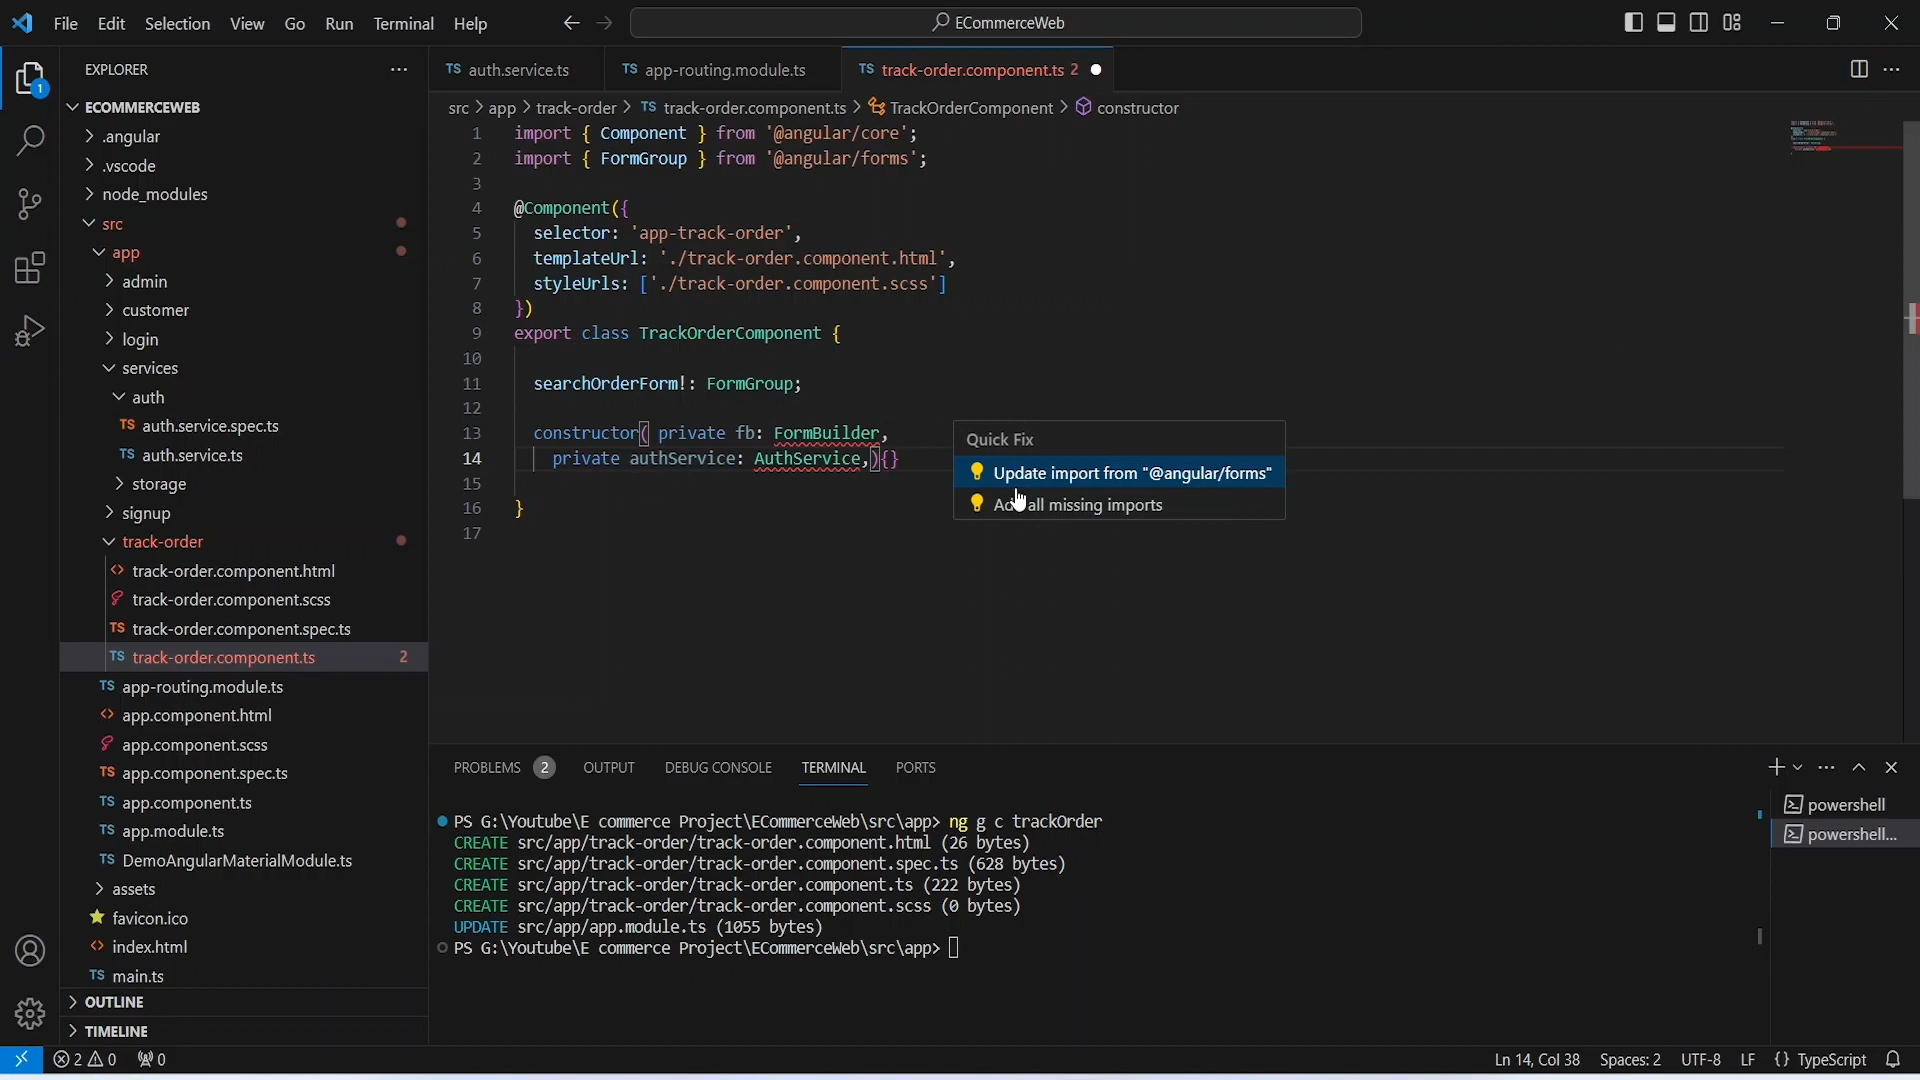 File Edit Selection View Go Run Terminal Help
ECommerceWeb
EXPLORER
auth.service.ts
app-routing.module.ts
track-order.component.ts 2
1
ECOMMERCEWEB
.angular
.vscode
node_modules
src
app
admin
customer
login
services
auth
auth.service.spec.ts
auth.service.ts
storage
signup
track-order
track-order.component.html
track-order.component.scss
track-order.component.spec.ts
track-order.component.ts 2
app-routing.module.ts
app.component.html
app.component.scss
app.component.spec.ts
app.component.ts
app.module.ts
DemoAngularMaterialModule.ts
assets
favicon.ico
index.html
main.ts
OUTLINE
TIMELINE
src > app > track-order > TS track-order.component.ts > TrackOrderComponent > constructor
1 import { Component } from '@angular/core';
2 import { FormGroup } from '@angular/forms';
3
4 @Component({
5 selector: 'app-track-order',
6 templateUrl: './track-order.component.html',
7 styleUrls: ['./track-order.component.scss']
8 })
9 export class TrackOrderComponent {
10
11 searchOrderForm!: FormGroup;
12
13 constructor( private fb: FormBuilder,
14 private authService: AuthService,){}
15
16 }
17
Quick Fix
Update import from "@angular/forms"
all missing imports
PROBLEMS 2 OUTPUT DEBUG CONSOLE TERMINAL PORTS
PS G:\Youtube\E commerce Project\ECommerceWeb\src\app> ng g c trackOrder
CREATE src/app/track-order/track-order.component.html (26 bytes)
CREATE src/app/track-order/track-order.component.spec.ts (628 bytes)
CREATE src/app/track-order/track-order.component.ts (222 bytes)
CREATE src/app/track-order/track-order.component.scss (0 bytes)
UPDATE src/app/app.module.ts (1055 bytes)
PS G:\Youtube\E commerce Project\ECommerceWeb\src\app>
powershell
powershell...
2 0 0
Ln 14, Col 38 Spaces: 2 UTF-8 LF {} TypeScript